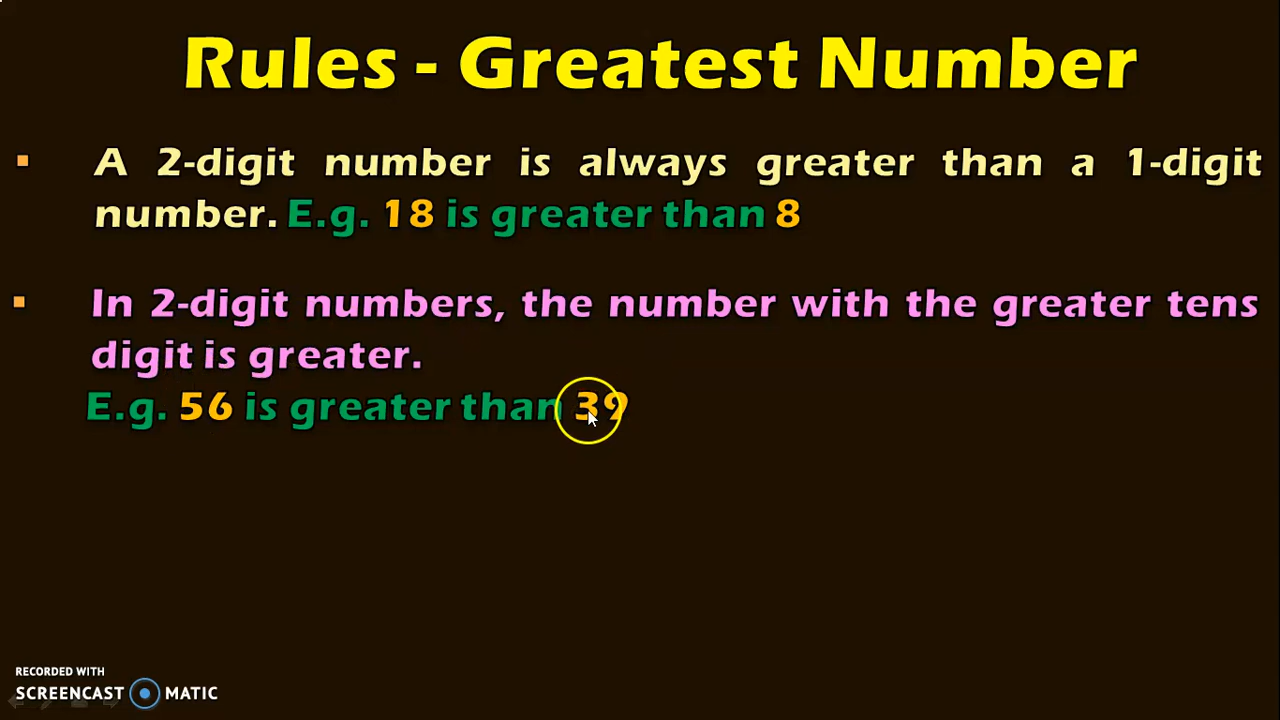 Rules - Greatest Number
▪ A 2-digit number is always greater than a 1-digit
number. E.g. 18 is greater than 8
▪ In 2-digit numbers, the number with the greater tens
digit is greater.
E.g. 56 is greater than 39
RECORDED WITH
SCREENCAST MATIC